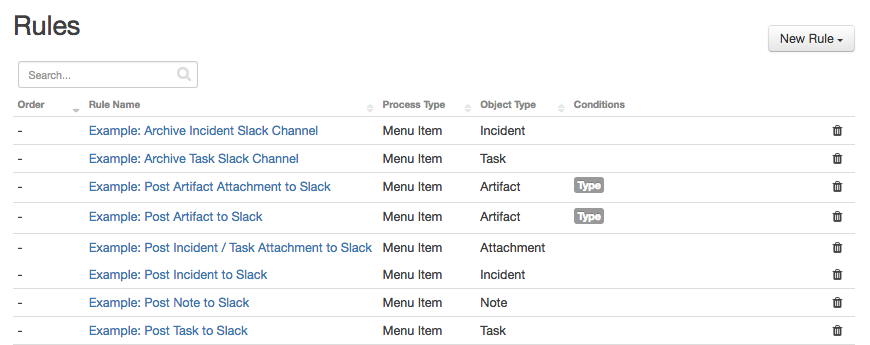 Rules
New Rule
Search...
Order Rule Name Process Type Object Type Conditions
- Example: Archive Incident Slack Channel Menu Item Incident
- Example: Archive Task Slack Channel Menu Item Task
- Example: Post Artifact Attachment to Slack Menu Item Artifact Type
- Example: Post Artifact to Slack Menu Item Artifact Type
- Example: Post Incident / Task Attachment to Slack Menu Item Attachment
- Example: Post Incident to Slack Menu Item Incident
- Example: Post Note to Slack Menu Item Note
- Example: Post Task to Slack Menu Item Task